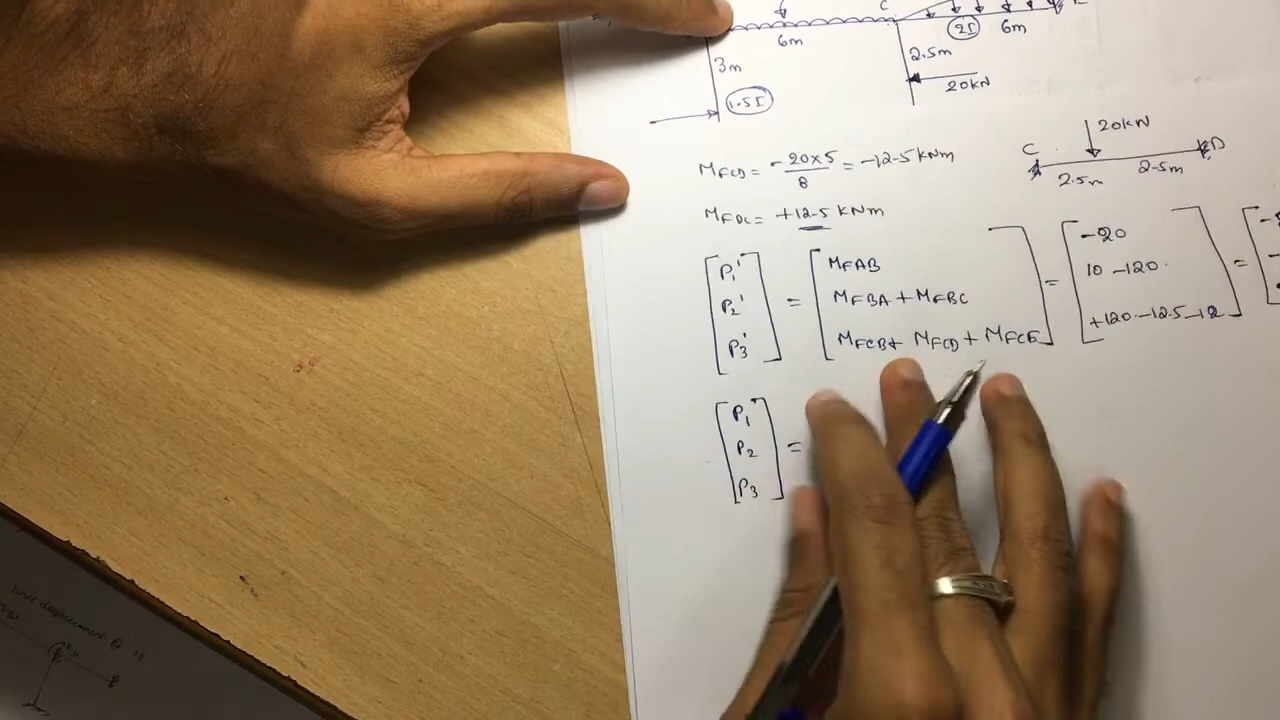 C
6m
2I
6m
3m
2.5m
20kN
1.5I
20kN
C
D
2.5m
2.5m
MFCD = -20×5/8 = -12.5 kNm
MFDC = +12.5 KNm
[P1' P2' P3'] = [MFAB MFBA + MFBC MFCB + MFCD + MFCE] = [-20 10 -120 +120-12.5-12] =
[P1 P2 P3] =
unit displacement @